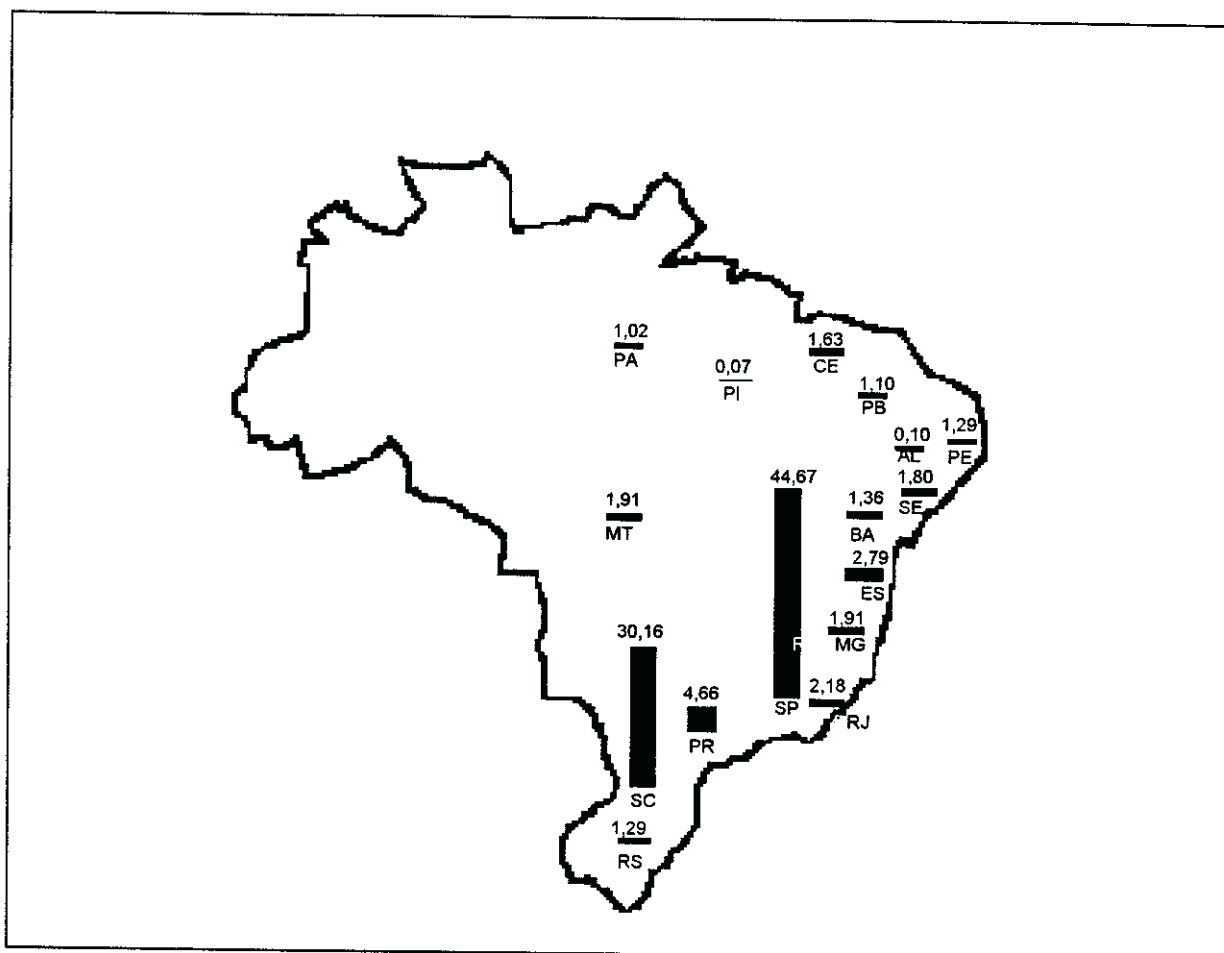 1,02
PA
0,07
PI
1,63
CE
1,10
PB
0,10
AL
1,29
PE
1,80
SE
44,67
SP
1,36
BA
1,91
MT
2,79
ES
1,91
MG
30,16
SC
4,66
PR
2,18
RJ
1,29
RS